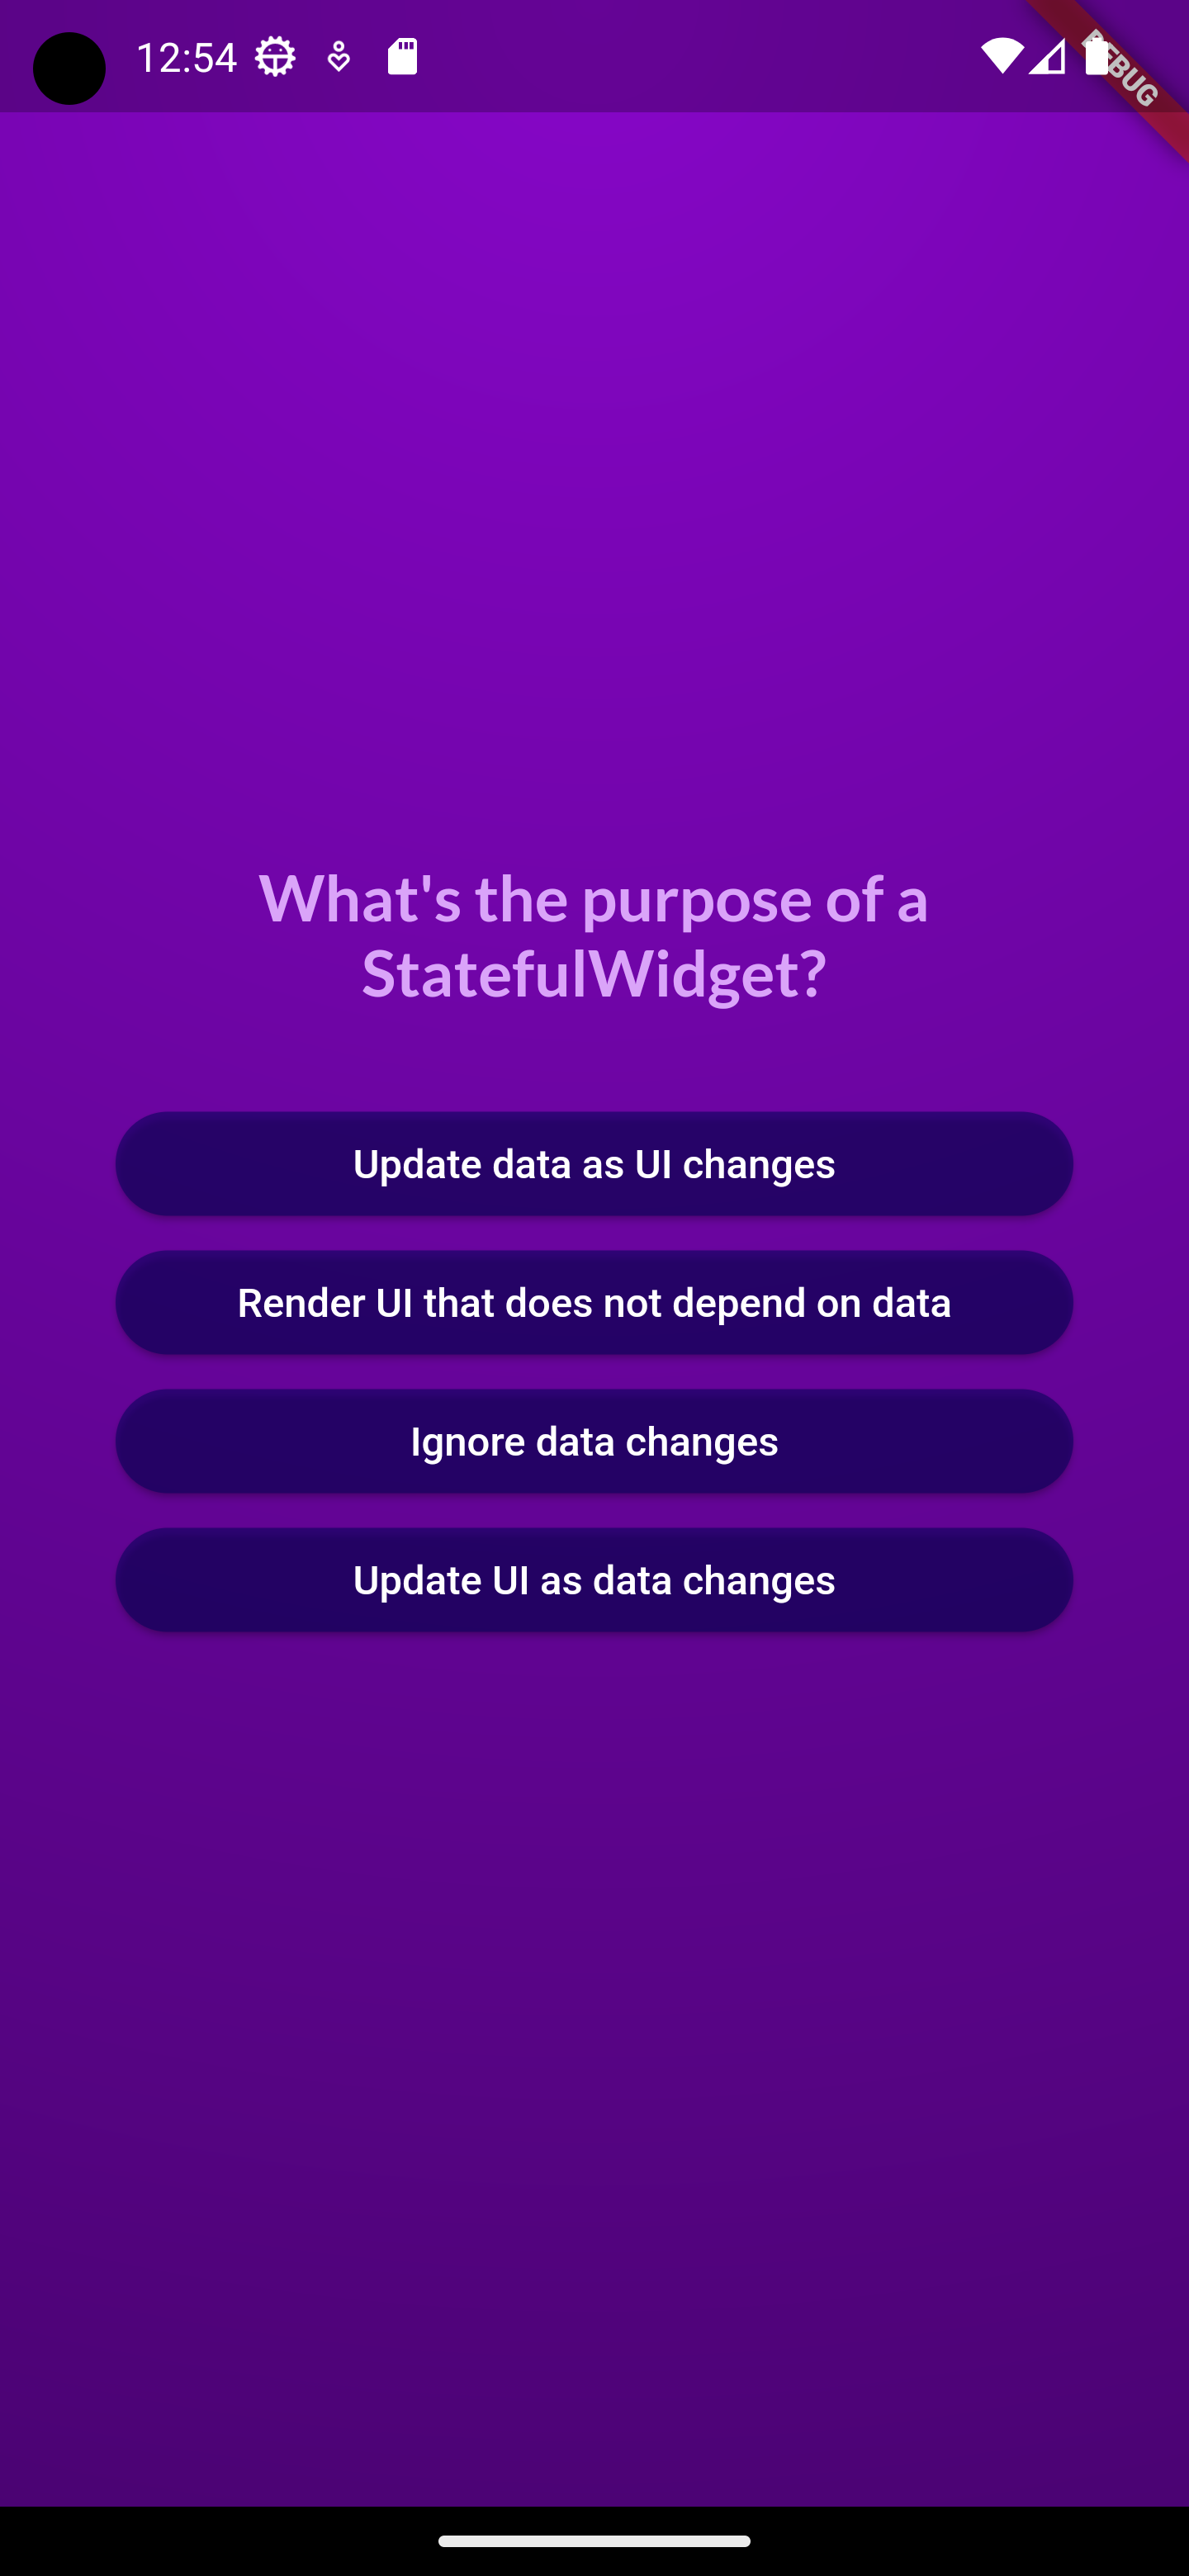 12:54
DEBUG
What's the purpose of a
StatefulWidget?
Update data as UI changes
Render UI that does not depend on data
Ignore data changes
Update UI as data changes